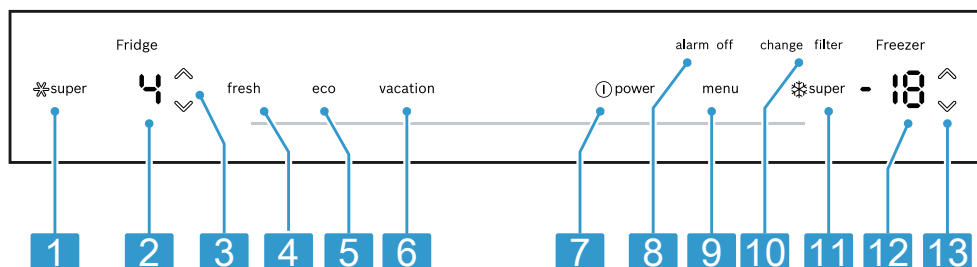 Fridge
alarm off change filter Freezer
super 4 fresh eco vacation power menu super -18
1 2 3 4 5 6 7 8 9 10 11 12 13